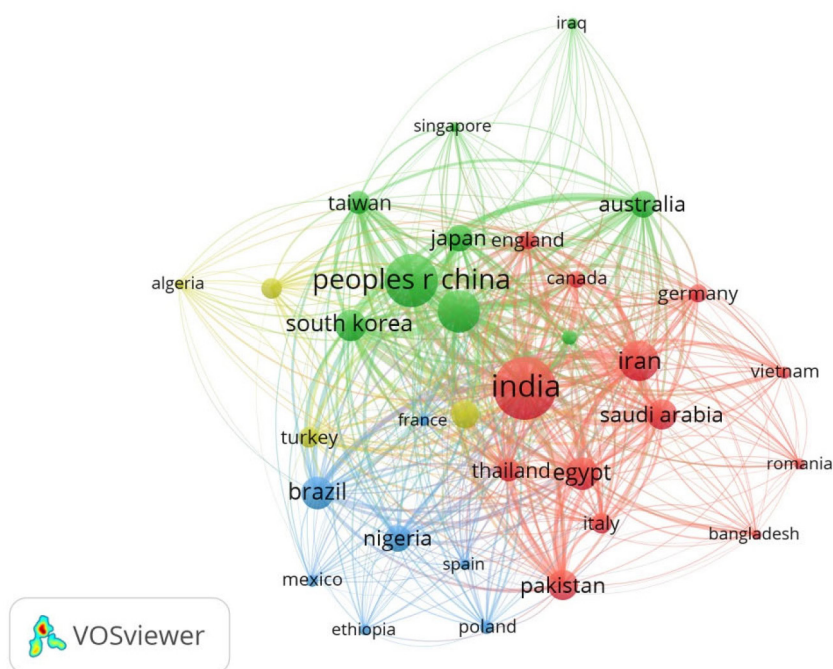 iraq
singapore
taiwan
australia
japan
england
algeria
peoples r china
canada
germany
south korea
iran
vietnam
india
france
saudi arabia
turkey
thailand
egypt
romania
brazil
italy
bangladesh
nigeria
spain
mexico
pakistan
ethiopia
poland
VOSviewer